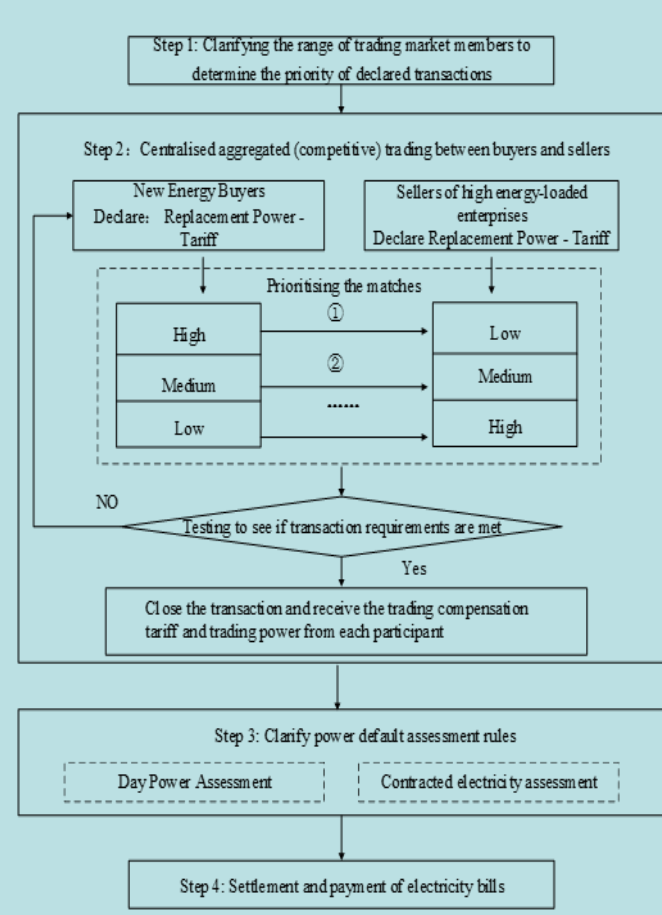 Step 1: Clarifying the range of trading market members to
determine the priority of declared transactions
Step 2：Centralised aggregated (competitive) trading between buyers and sellers
New Energy Buyers
Declare： Replacement Power -
Tariff
Sellers of high energy-loaded
enterprises
Declare Replacement Power - Tariff
Prioritising the matches
①
High
Low
②
Medium
Medium
......
Low
High
NO
Testing to see if transaction requirements are met
Yes
Close the transaction and receive the trading compensation
tariff and trading power from each participant
Step 3: Clarify power default assessment rules
Day Power Assessment
Contracted electricity assessment
Step 4: Settlement and payment of electricity bills